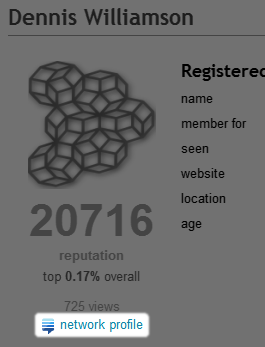 Dennis Williamson
Registered
name
member for
seen
website
location
age
20716
reputation
top 0.17% overall
725 views
network profile